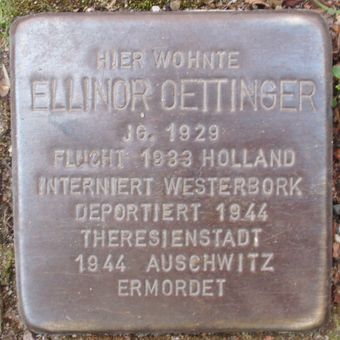 HIER WOHNTE
ELLINOR OETTINGER
JG. 1929
FLUCHT 1933 HOLLAND
INTERNIERT WESTERBORK
DEPORTIERT 1944
THERESIENSTADT
1944 AUSCHWITZ
ERMORDET